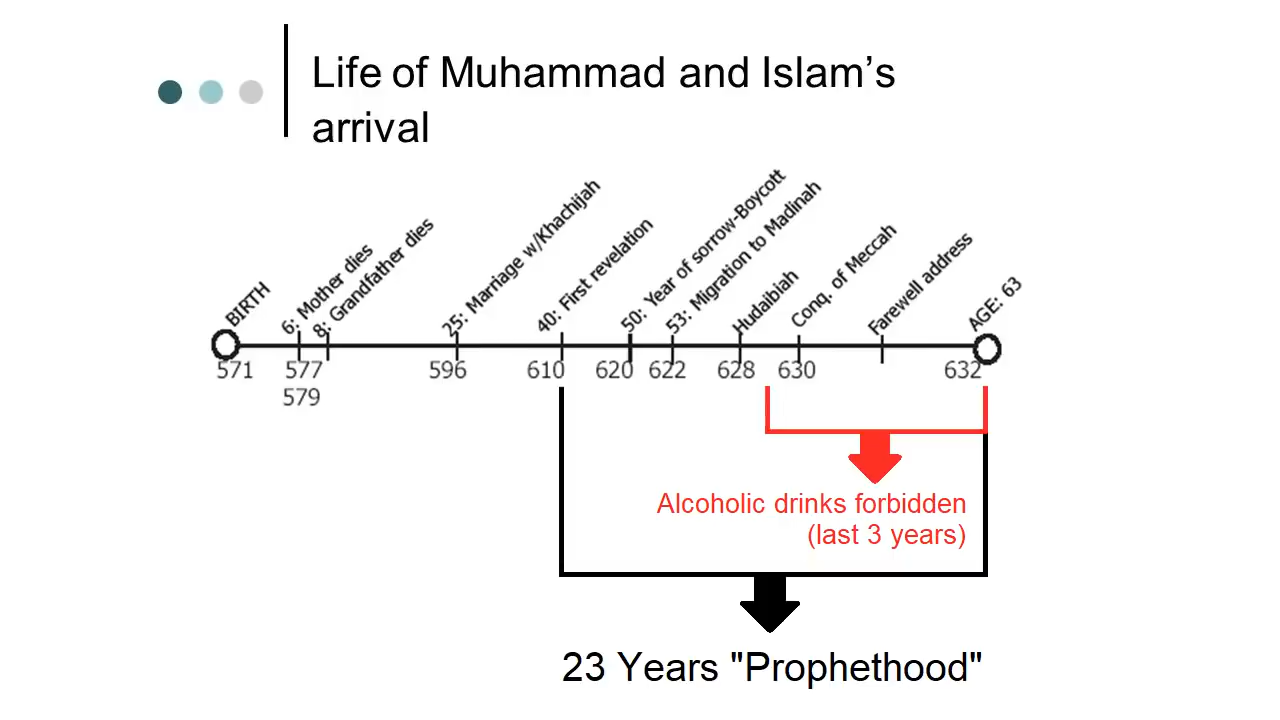 Life of Muhammad and Islam’s
arrival
BIRTH
6: Mother dies
8: Grandfather dies
25: Marriage w/Khachijah
40: First revelation
50: Year of sorrow-Boycott
53: Migration to Madinah
Hudaibiah
Conq. of Meccah
Farewell address
AGE: 63
571
577
579
596
610
620
622
628
630
632
Alcoholic drinks forbidden
(last 3 years)
23 Years "Prophethood"